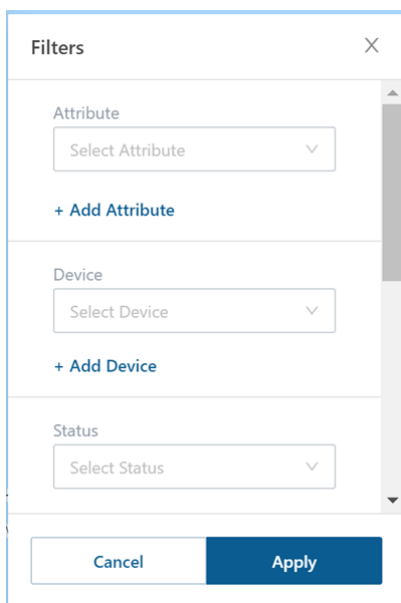 Filters
Attribute
Select Attribute
+ Add Attribute
Device
Select Device
+ Add Device
Status
Select Status
Cancel Apply